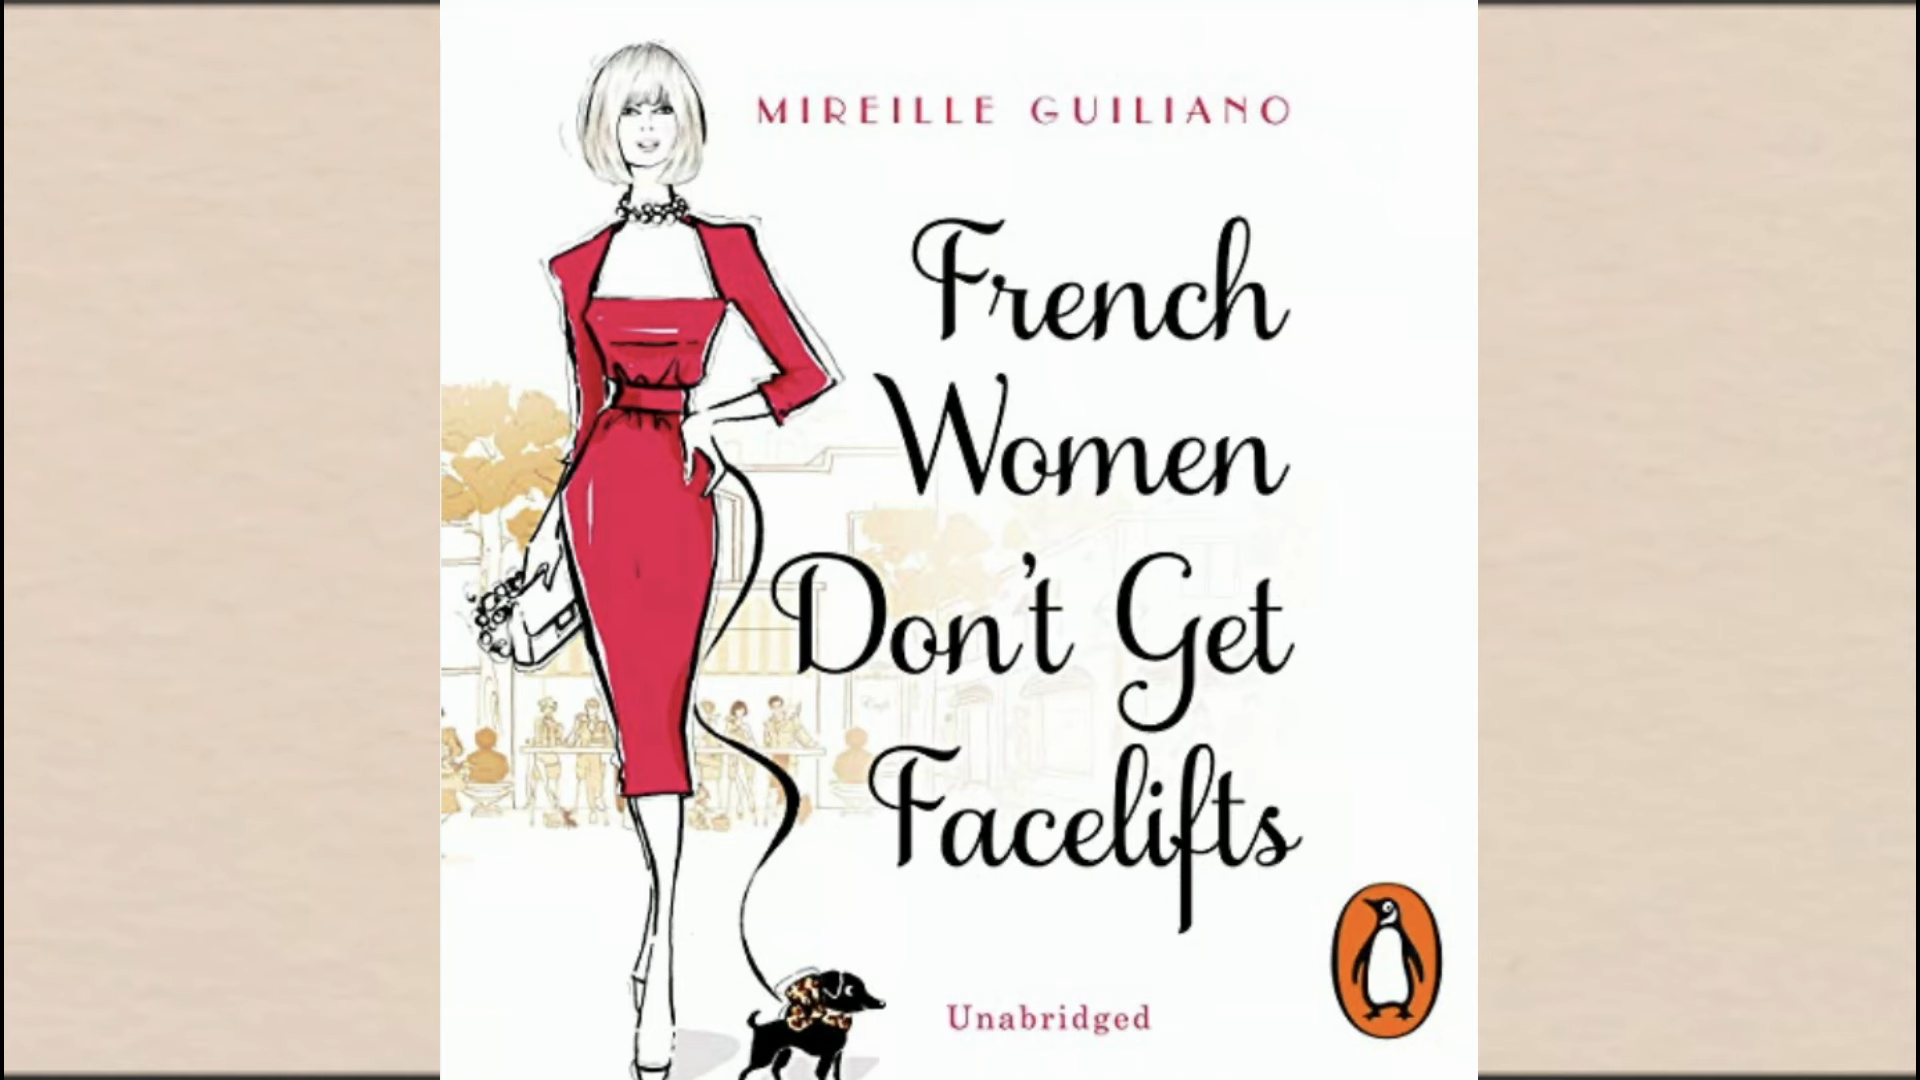 MIREILLE GUILIANO
French
Women
Don't Get
Facelifts
Unabridged